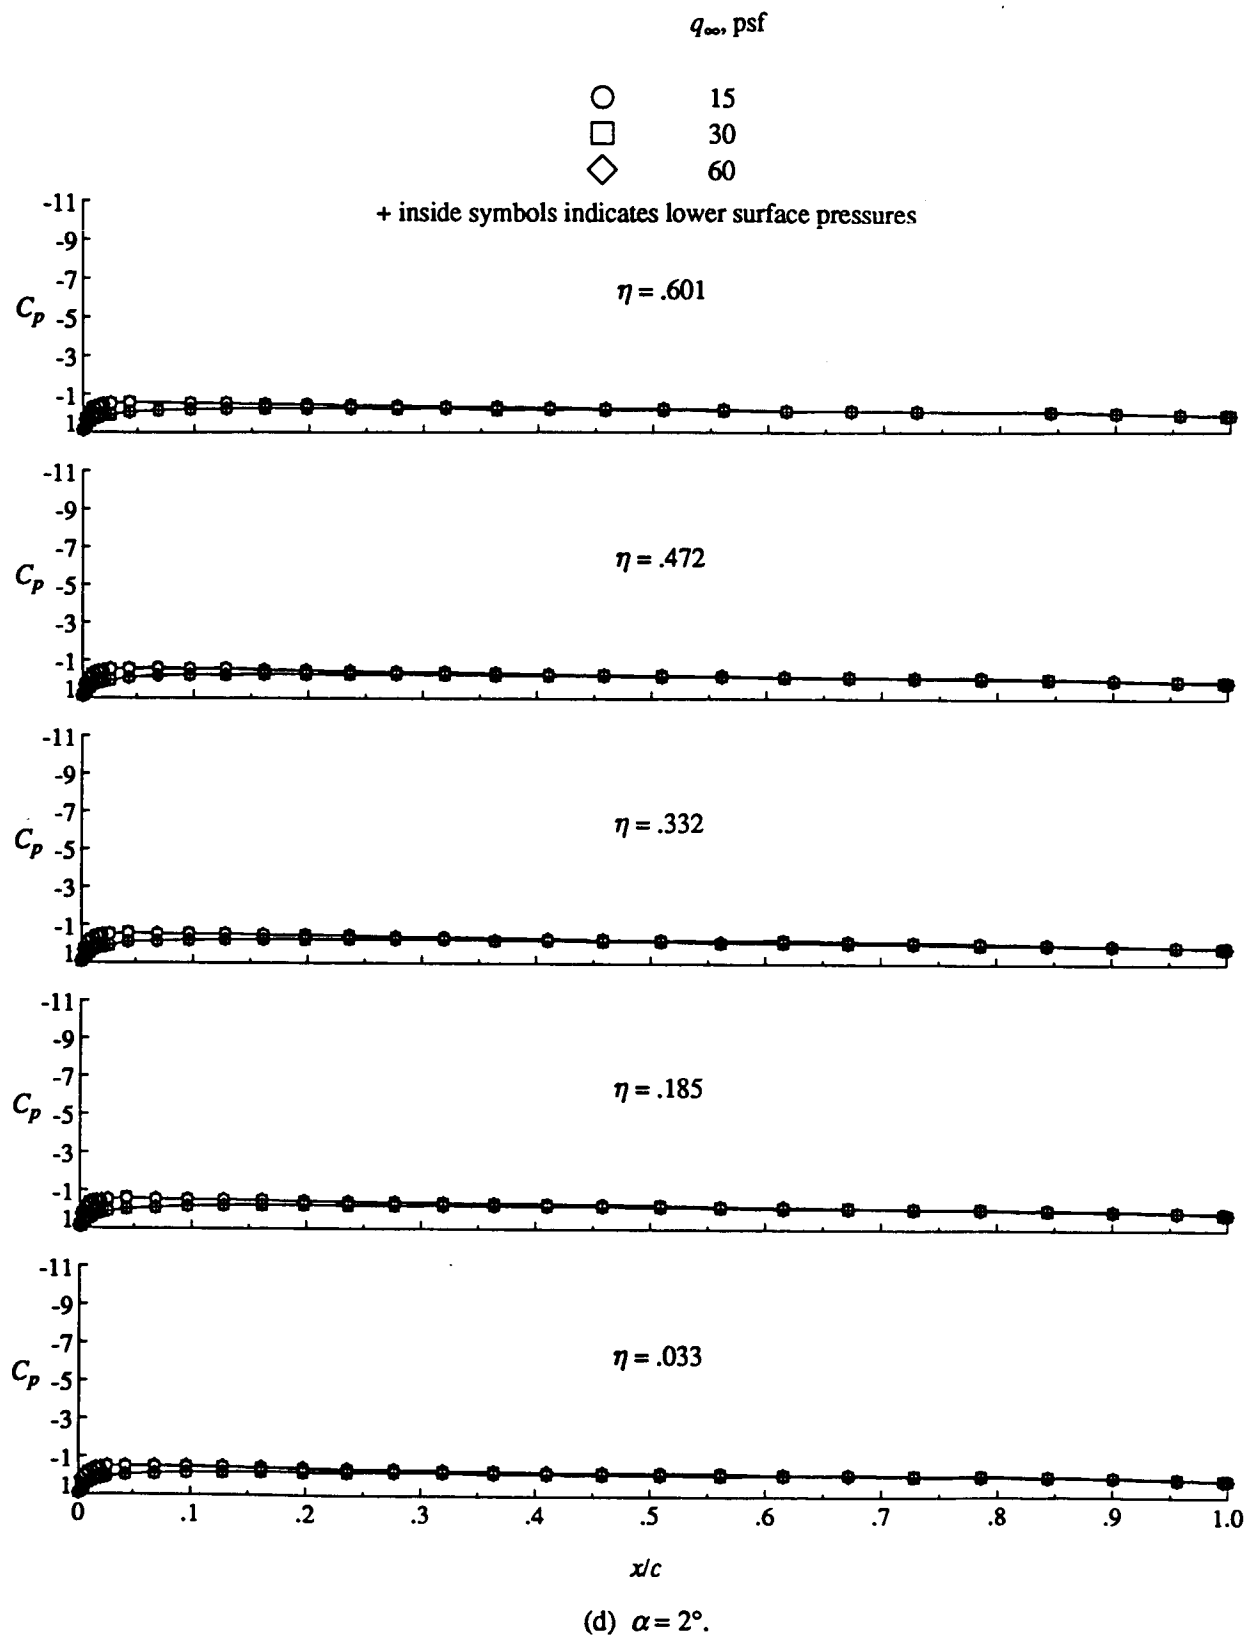 q∞, psf
15
30
60
+ inside symbols indicates lower surface pressures
-11
-9
-7
η = .601
Cp -5
-3
-1
1
-11
-9
-7
η = .472
Cp -5
-3
-1
1
-11
-9
-7
η = .332
Cp -5
-3
-1
1
-11
-9
-7
η = .185
Cp -5
-3
-1
1
-11
-9
-7
η = .033
Cp -5
-3
-1
1
0 .1 .2 .3 .4 .5 .6 .7 .8 .9 1.0
x/c
(d) α = 2°.